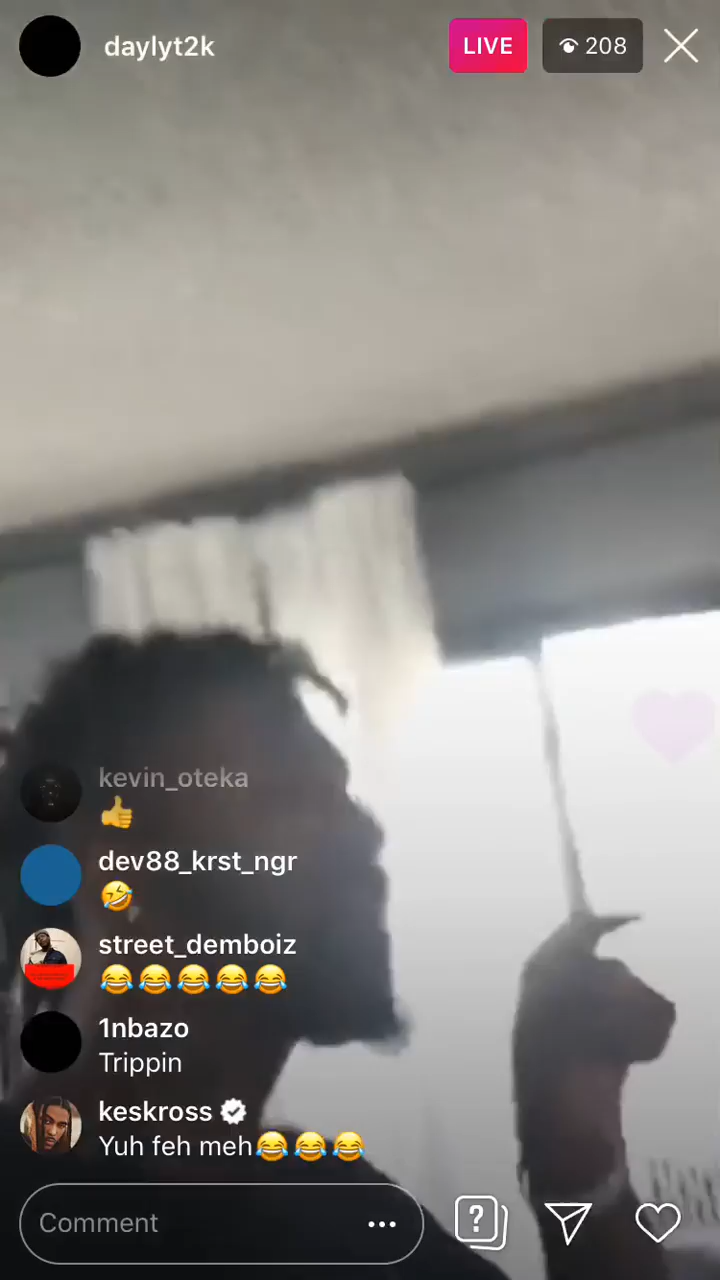 daylyt2k
LIVE
208
kevin_oteka
👍
dev88_krst_ngr
🤣
street_demboiz
😂😂😂😂😂
1nbazo
Trippin
keskross
Yuh feh meh😂😂😂
Comment